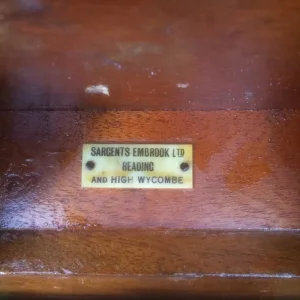 SARGENTS EMBROOK LTD
READING
AND HIGH WYCOMBE